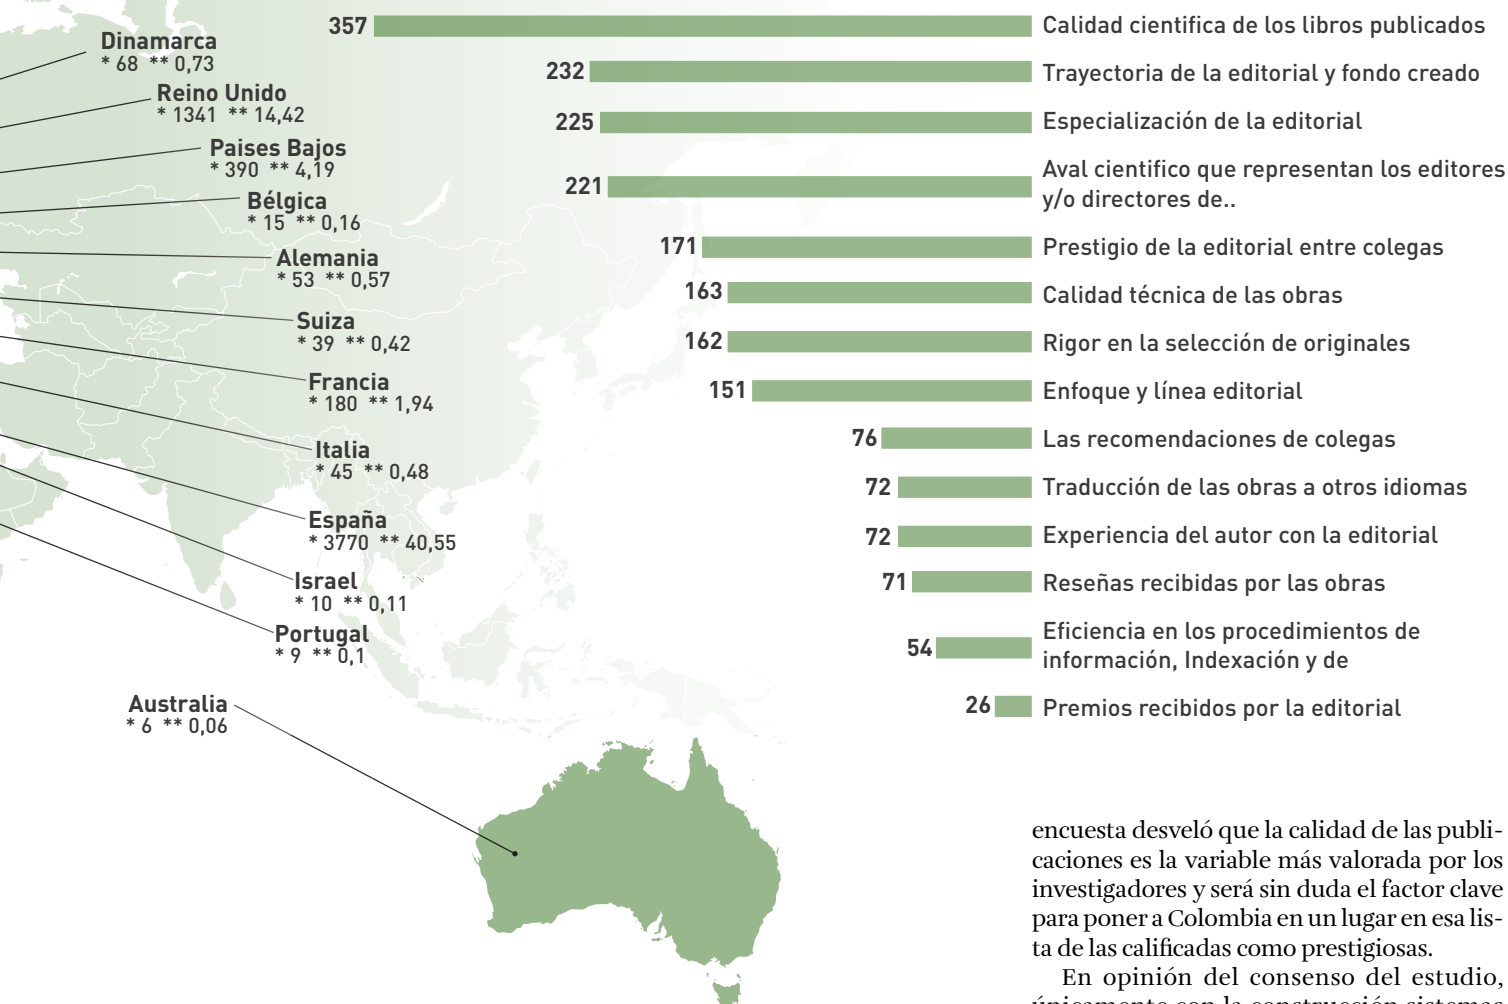 Dinamarca
* 68 ** 0,73
Reino Unido
* 1341 ** 14,42
Paises Bajos
* 390 ** 4,19
Bélgica
* 15 ** 0,16
Alemania
* 53 ** 0,57
Suiza
* 39 ** 0,42
Francia
* 180 ** 1,94
Italia
* 45 ** 0,48
España
* 3770 ** 40,55
Israel
* 10 ** 0,11
Portugal
* 9 ** 0,1
Australia
* 6 ** 0,06
357 Calidad cientifica de los libros publicados
232 Trayectoria de la editorial y fondo creado
225 Especialización de la editorial
221 Aval cientifico que representan los editores
y/o directores de..
171 Prestigio de la editorial entre colegas
163 Calidad técnica de las obras
162 Rigor en la selección de originales
151 Enfoque y línea editorial
76 Las recomendaciones de colegas
72 Traducción de las obras a otros idiomas
72 Experiencia del autor con la editorial
71 Reseñas recibidas por las obras
54 Eficiencia en los procedimientos de
información, Indexación y de
26 Premios recibidos por la editorial
encuesta desveló que la calidad de las publi-
caciones es la variable más valorada por los
investigadores y será sin duda el factor clave
para poner a Colombia en un lugar en esa lis-
ta de las calificadas como prestigiosas.
En opinión del consenso del estudio,
únicamente con la construcción sistemas